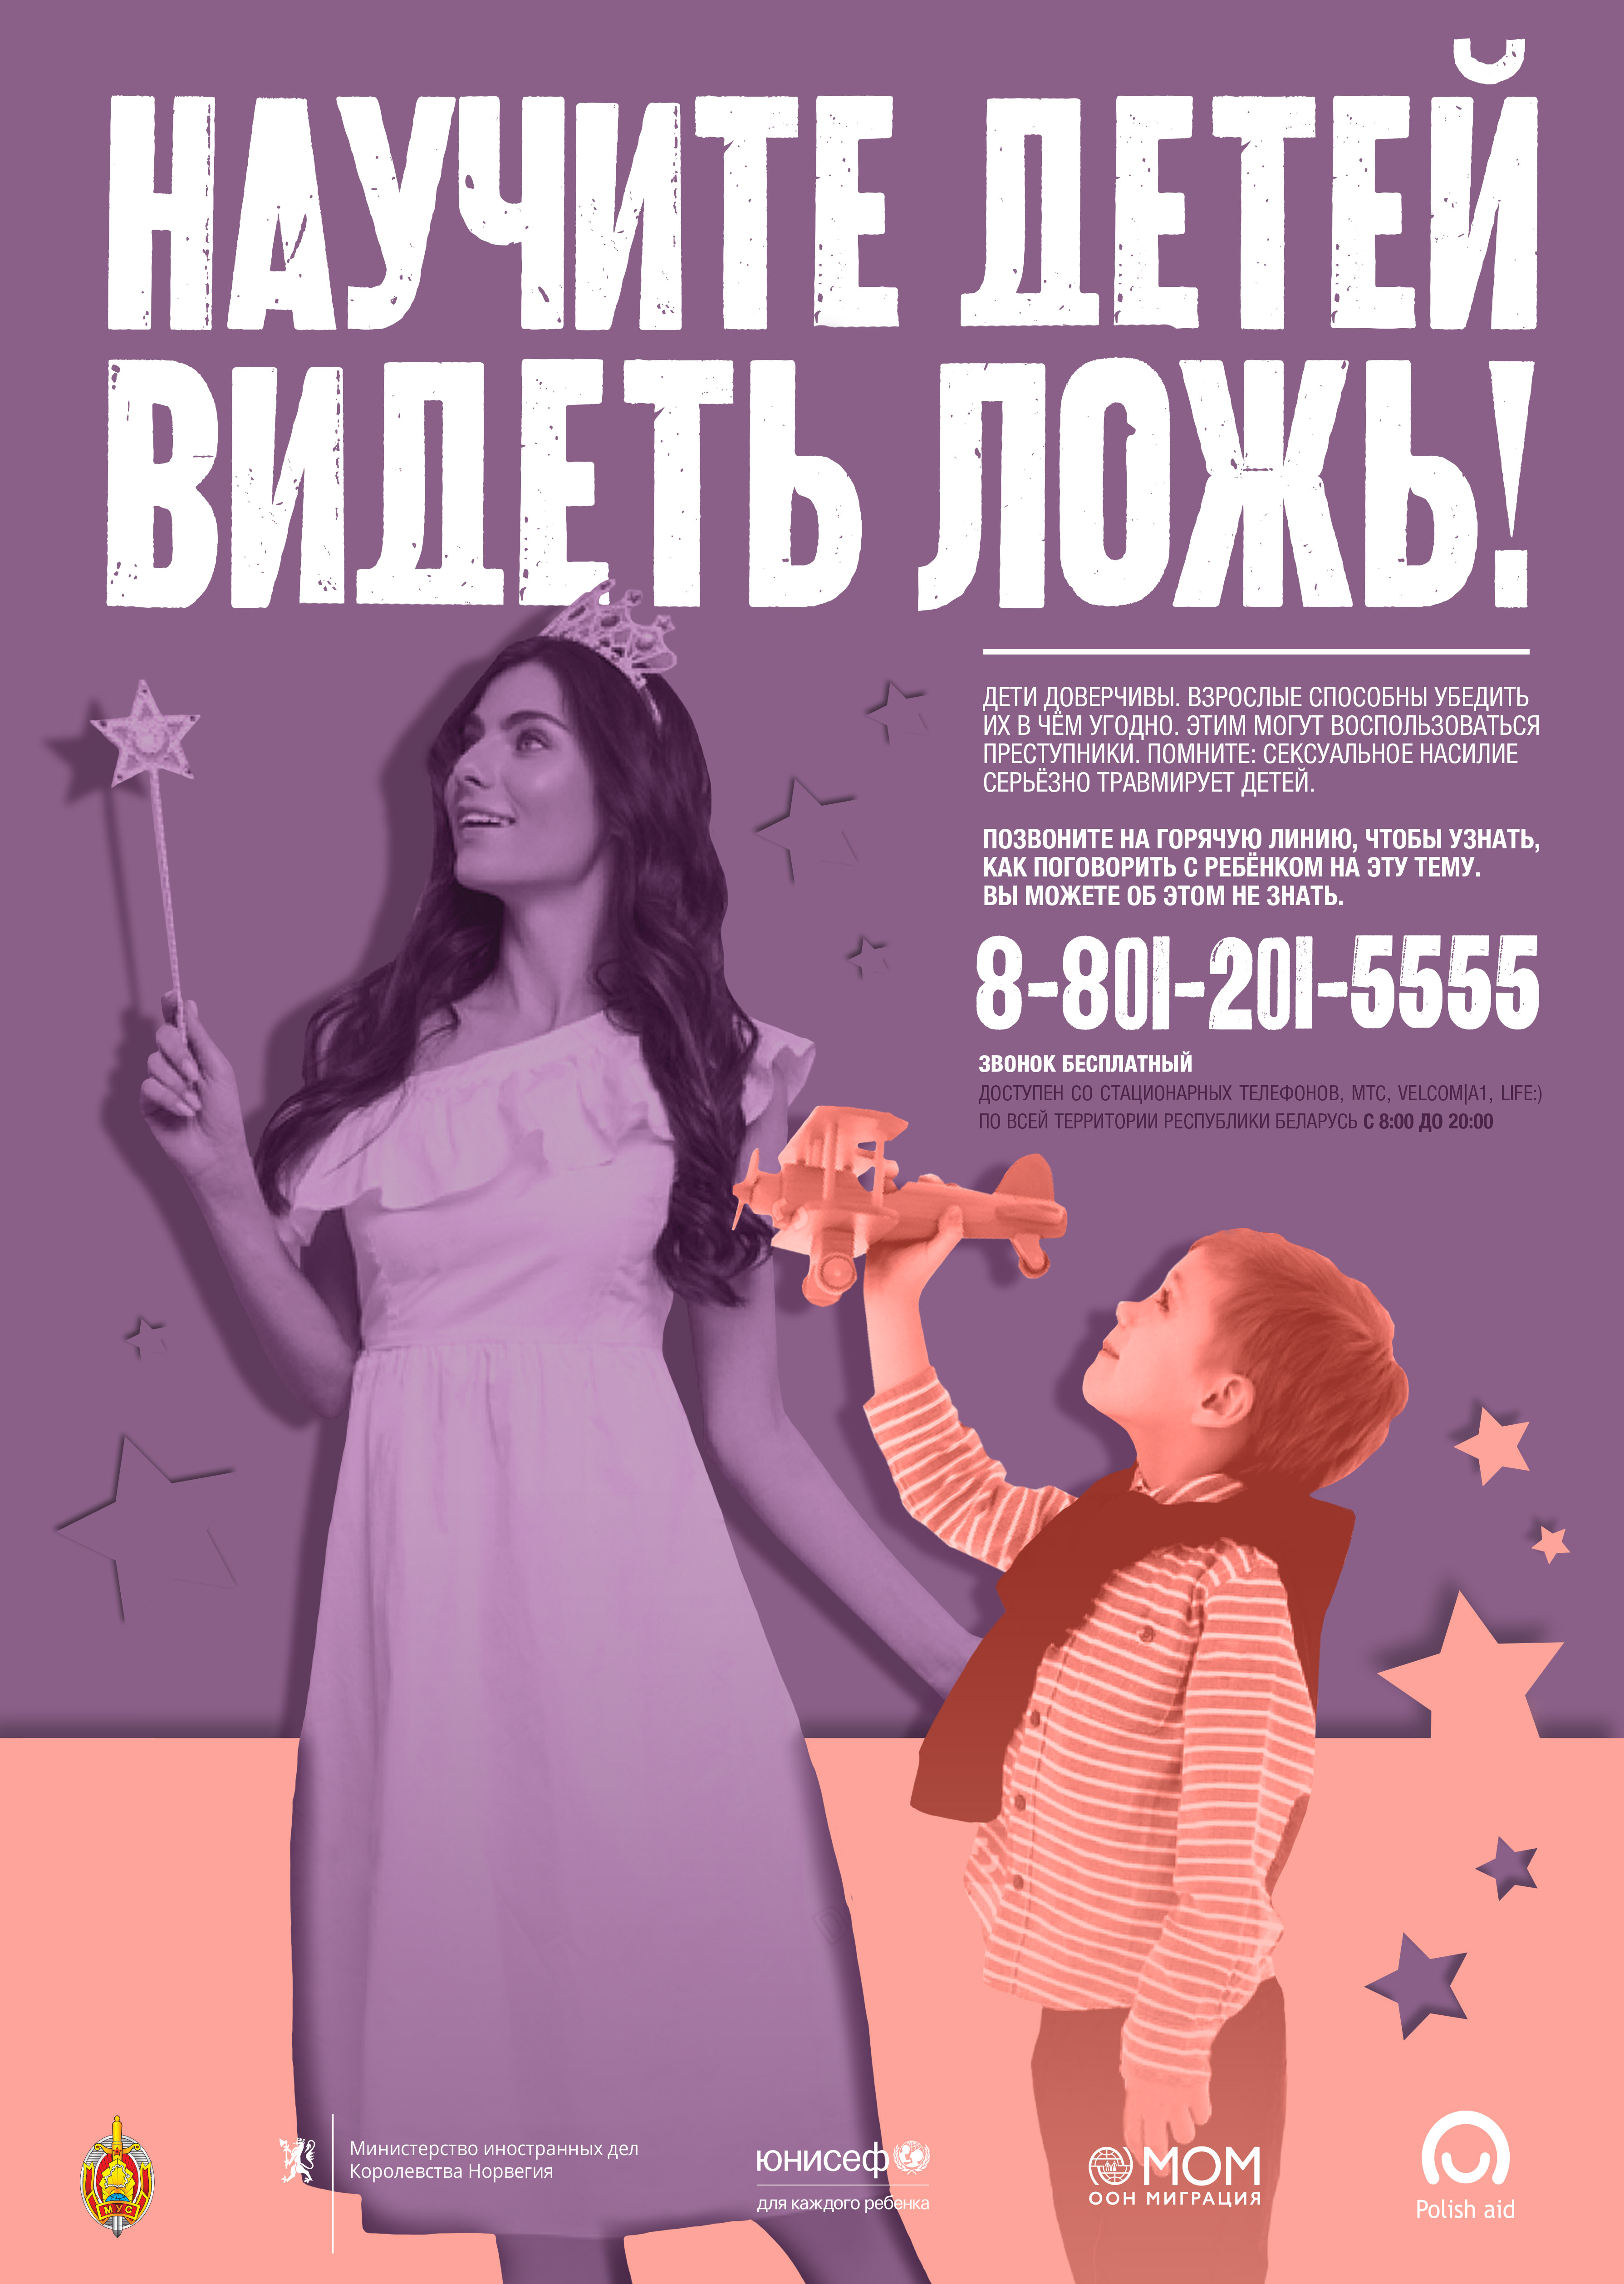 НАУЧИТЕ ДЕТЕЙ
ВИДЕТЬ ЛОЖЬ!
ДЕТИ ДОВЕРЧИВЫ. ВЗРОСЛЫЕ СПОСОБНЫ УБЕДИТЬ
ИХ В ЧЁМ УГОДНО. ЭТИМ МОГУТ ВОСПОЛЬЗОВАТЬСЯ
ПРЕСТУПНИКИ. ПОМНИТЕ: СЕКСУАЛЬНОЕ НАСИЛИЕ
СЕРЬЁЗНО ТРАВМИРУЕТ ДЕТЕЙ.
ПОЗВОНИТЕ НА ГОРЯЧУЮ ЛИНИЮ, ЧТОБЫ УЗНАТЬ,
КАК ПОГОВОРИТЬ С РЕБЁНКОМ НА ЭТУ ТЕМУ.
ВЫ МОЖЕТЕ ОБ ЭТОМ НЕ ЗНАТЬ.
8-801-201-5555
ЗВОНОК БЕСПЛАТНЫЙ
ДОСТУПЕН СО СТАЦИОНАРНЫХ ТЕЛЕФОНОВ, МТС, VELCOM|A1, LIFE:)
ПО ВСЕЙ ТЕРРИТОРИИ РЕСПУБЛИКИ БЕЛАРУСЬ С 8:00 ДО 20:00
МУС
Министерство иностранных дел
Королевства Норвегия
юнисеф
для каждого ребенка
МОМ
ООН МИГРАЦИЯ
Polish aid